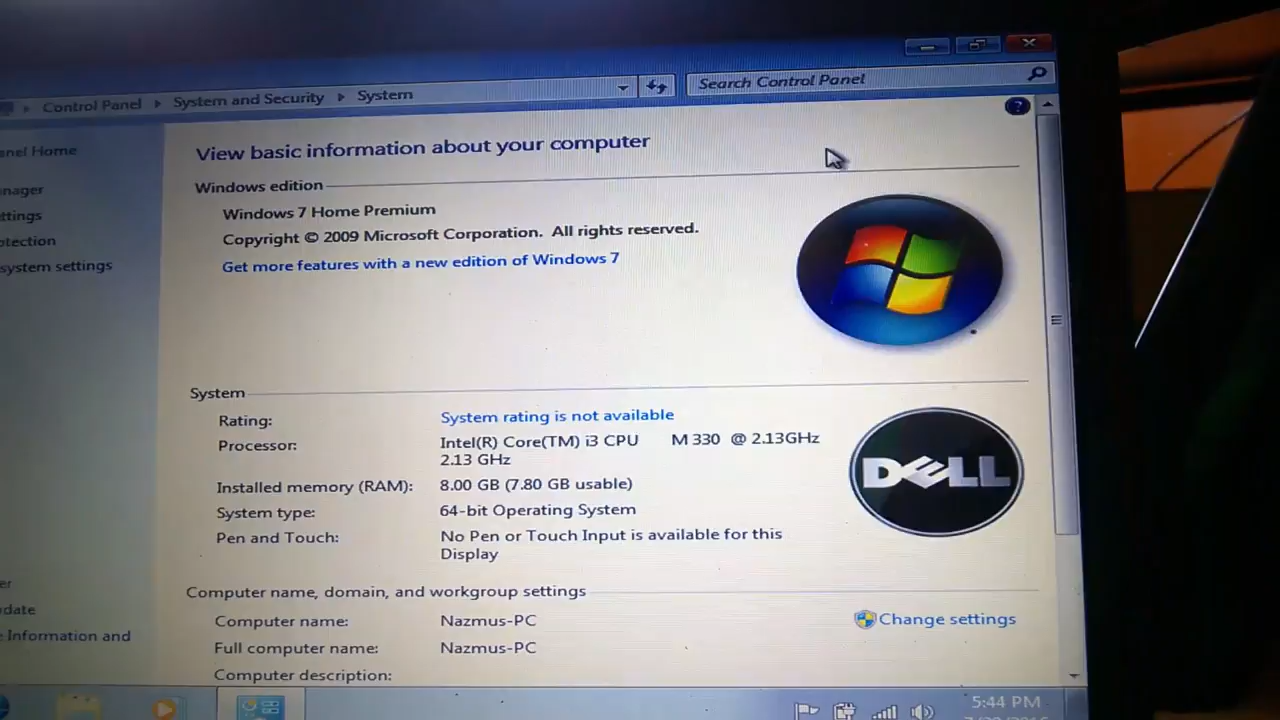 Control Panel System and Security System
Search Control Panel
anel Home
View basic information about your computer
nager
Windows edition
ttings
Windows 7 Home Premium
otection
Copyright © 2009 Microsoft Corporation. All rights reserved.
system settings
Get more features with a new edition of Windows 7
System
Rating: System rating is not available
Processor: Intel(R) Core(TM) i3 CPU M 330 @ 2.13GHz
2.13 GHz
Installed memory (RAM): 8.00 GB (7.80 GB usable)
System type: 64-bit Operating System
Pen and Touch: No Pen or Touch Input is available for this
Display
DELL
Computer name, domain, and workgroup settings
er
date
Information and
Computer name: Nazmus-PC
Change settings
Full computer name: Nazmus-PC
Computer description:
5:44 PM